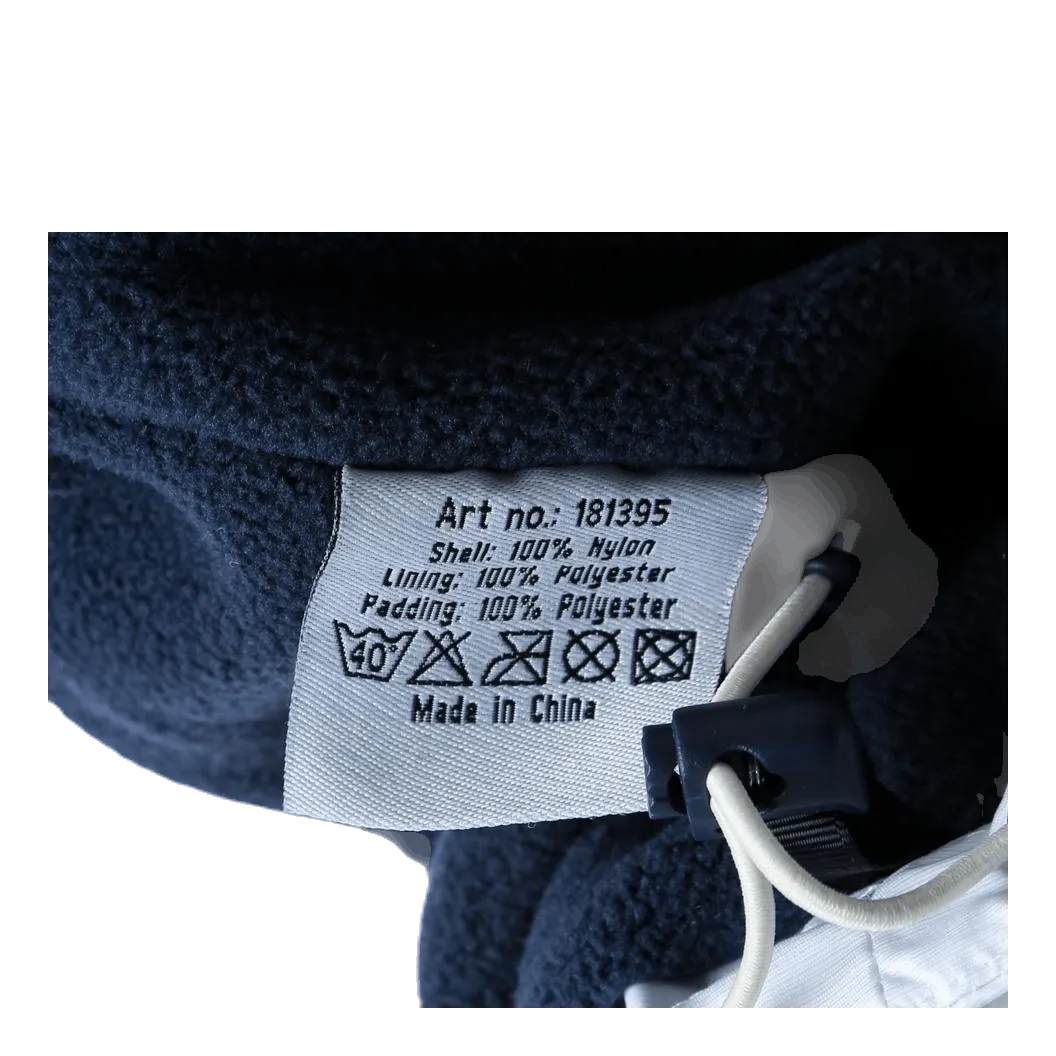 Art no.: 181395
Shell: 100% Nylon
Lining: 100% Polyester
Padding: 100% Polyester
40°
Made in China